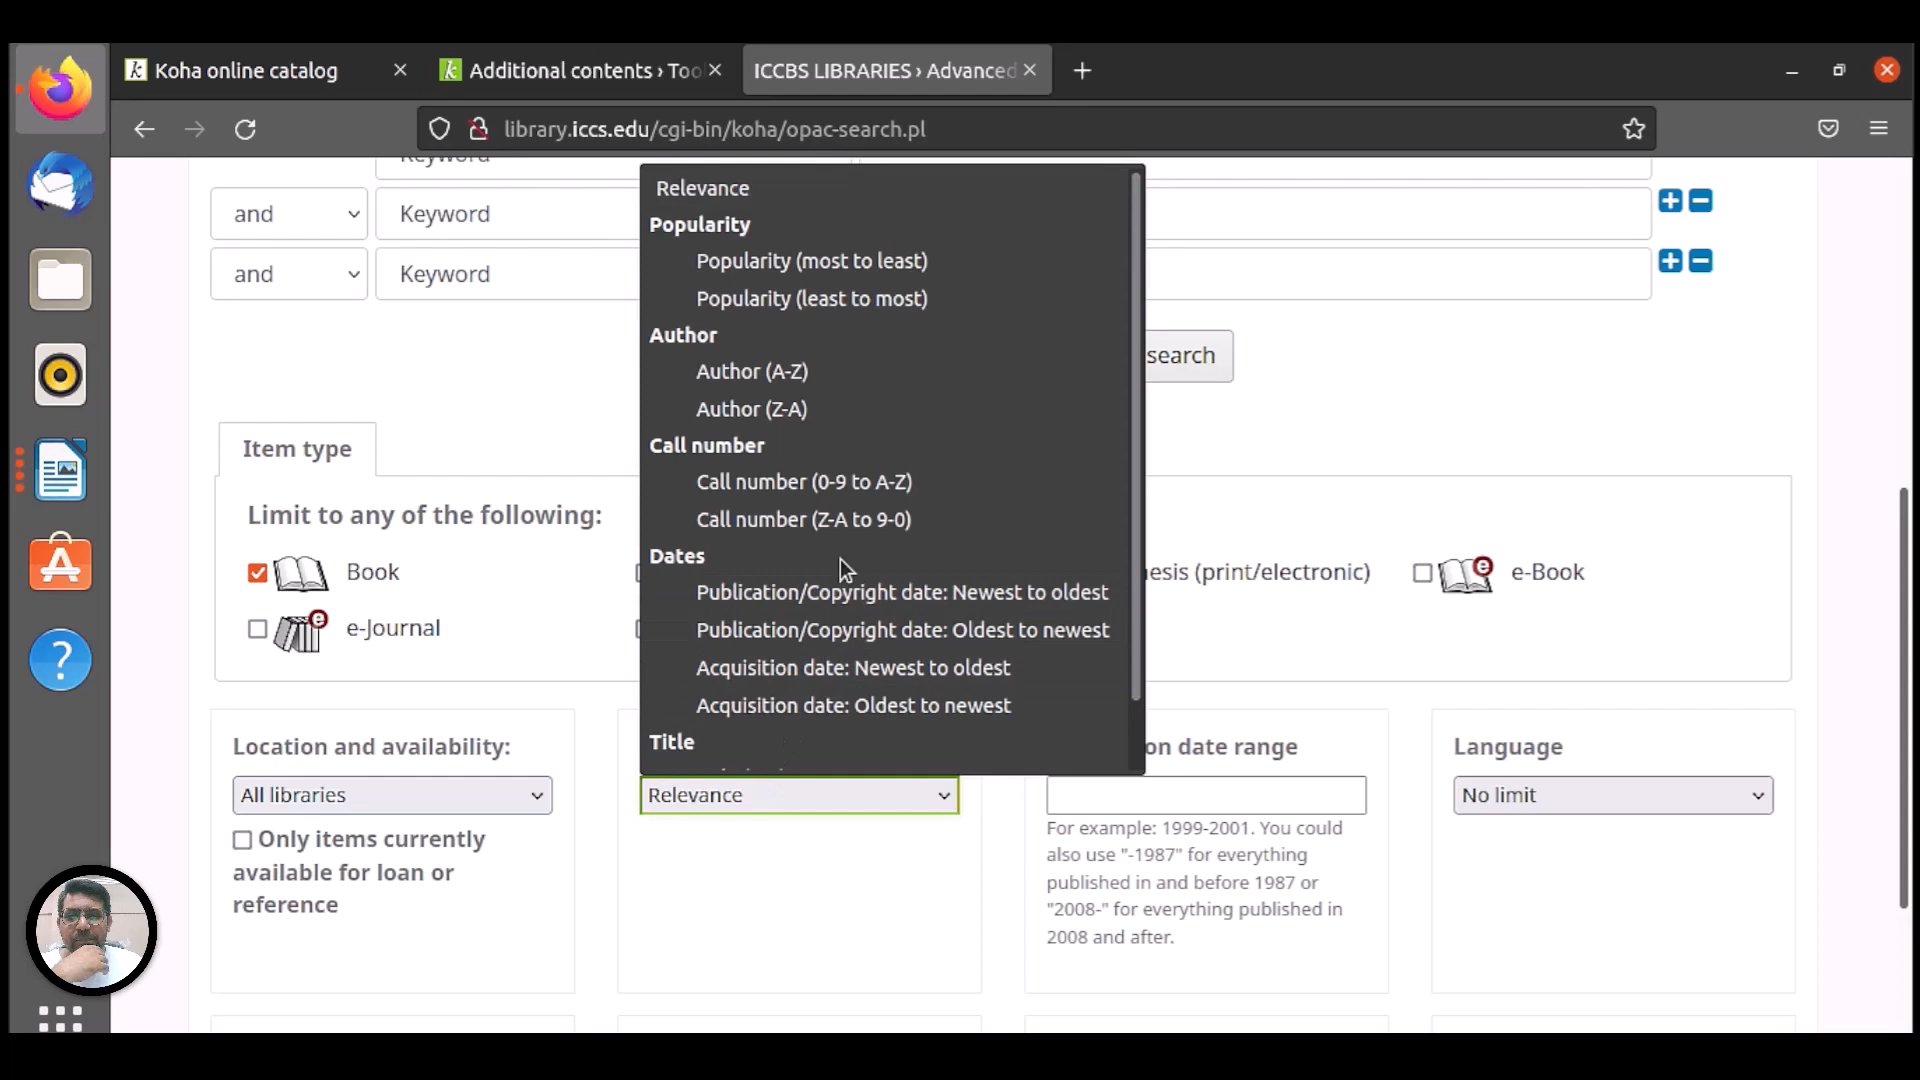 Koha online catalog
Additional contents › Too
ICCBS LIBRARIES › Advanced
library.iccs.edu/cgi-bin/koha/opac-search.pl
Keyword
and Keyword
and Keyword
search
Relevance
Popularity
Popularity (most to least)
Popularity (least to most)
Author
Author (A-Z)
Author (Z-A)
Call number
Call number (0-9 to A-Z)
Call number (Z-A to 9-0)
Dates
Publication/Copyright date: Newest to oldest
Publication/Copyright date: Oldest to newest
Acquisition date: Newest to oldest
Acquisition date: Oldest to newest
Title
Item type
Limit to any of the following:
Book
esis (print/electronic)
e-Book
e-Journal
Location and availability:
All libraries
Only items currently
available for loan or
reference
Relevance
on date range
For example: 1999-2001. You could
also use "-1987" for everything
published in and before 1987 or
"2008-" for everything published in
2008 and after.
Language
No limit